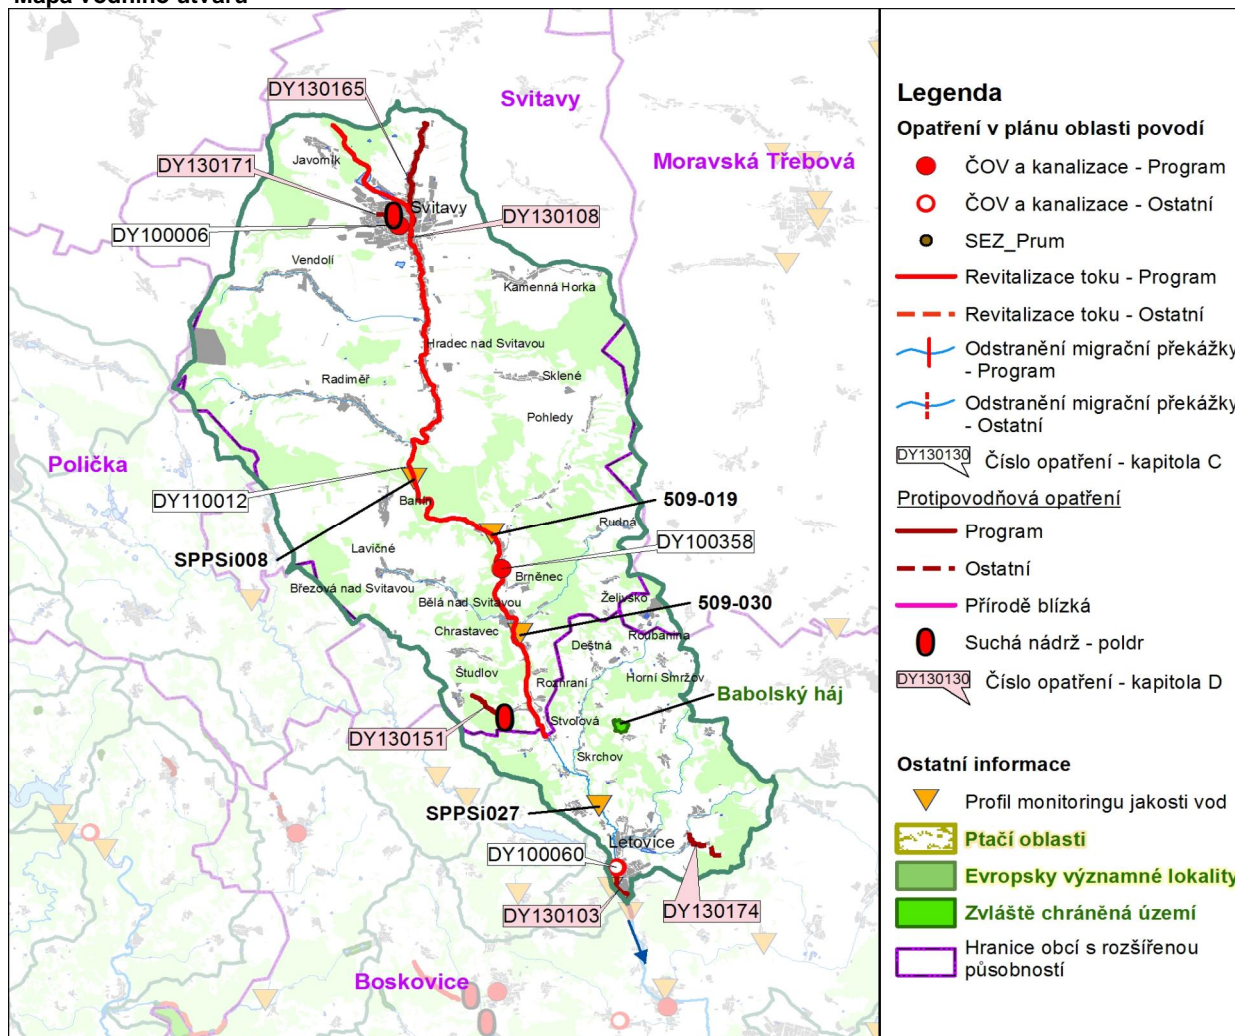 Mapa vodního útvaru
DY130165
Svitavy
Javorník
Moravská Třebová
DY130171
Svitavy
DY130108
DY100006
Vendolí
Kamenná Horka
Hradec nad Svitavou
Radiměř
Sklené
Pohledy
Polička
DY110012
Banín
509-019
Rudná
SPPSi008
Lavičné
DY100358
Březová nad Svitavou
Brněnec
Bělá nad Svitavou
Želivsko
509-030
Chrastavec
Deštná
Roubanina
Študlov
Rozhraní
Horní Smržov
Babolský háj
DY130151
Stvolová
Skrchov
SPPSi027
Letovice
DY100060
DY130103
DY130174
Boskovice
Legenda
Opatření v plánu oblasti povodí
ČOV a kanalizace - Program
ČOV a kanalizace - Ostatní
SEZ_Prum
Revitalizace toku - Program
Revitalizace toku - Ostatní
Odstranění migrační překážky
- Program
Odstranění migrační překážky
- Ostatní
DY130130
Číslo opatření - kapitola C
Protipovodňová opatření
Program
Ostatní
Přírodě blízká
Suchá nádrž - poldr
DY130130
Číslo opatření - kapitola D
Ostatní informace
Profil monitoringu jakosti vod
Ptačí oblasti
Evropsky významné lokality
Zvláště chráněná území
Hranice obcí s rozšířenou
působností